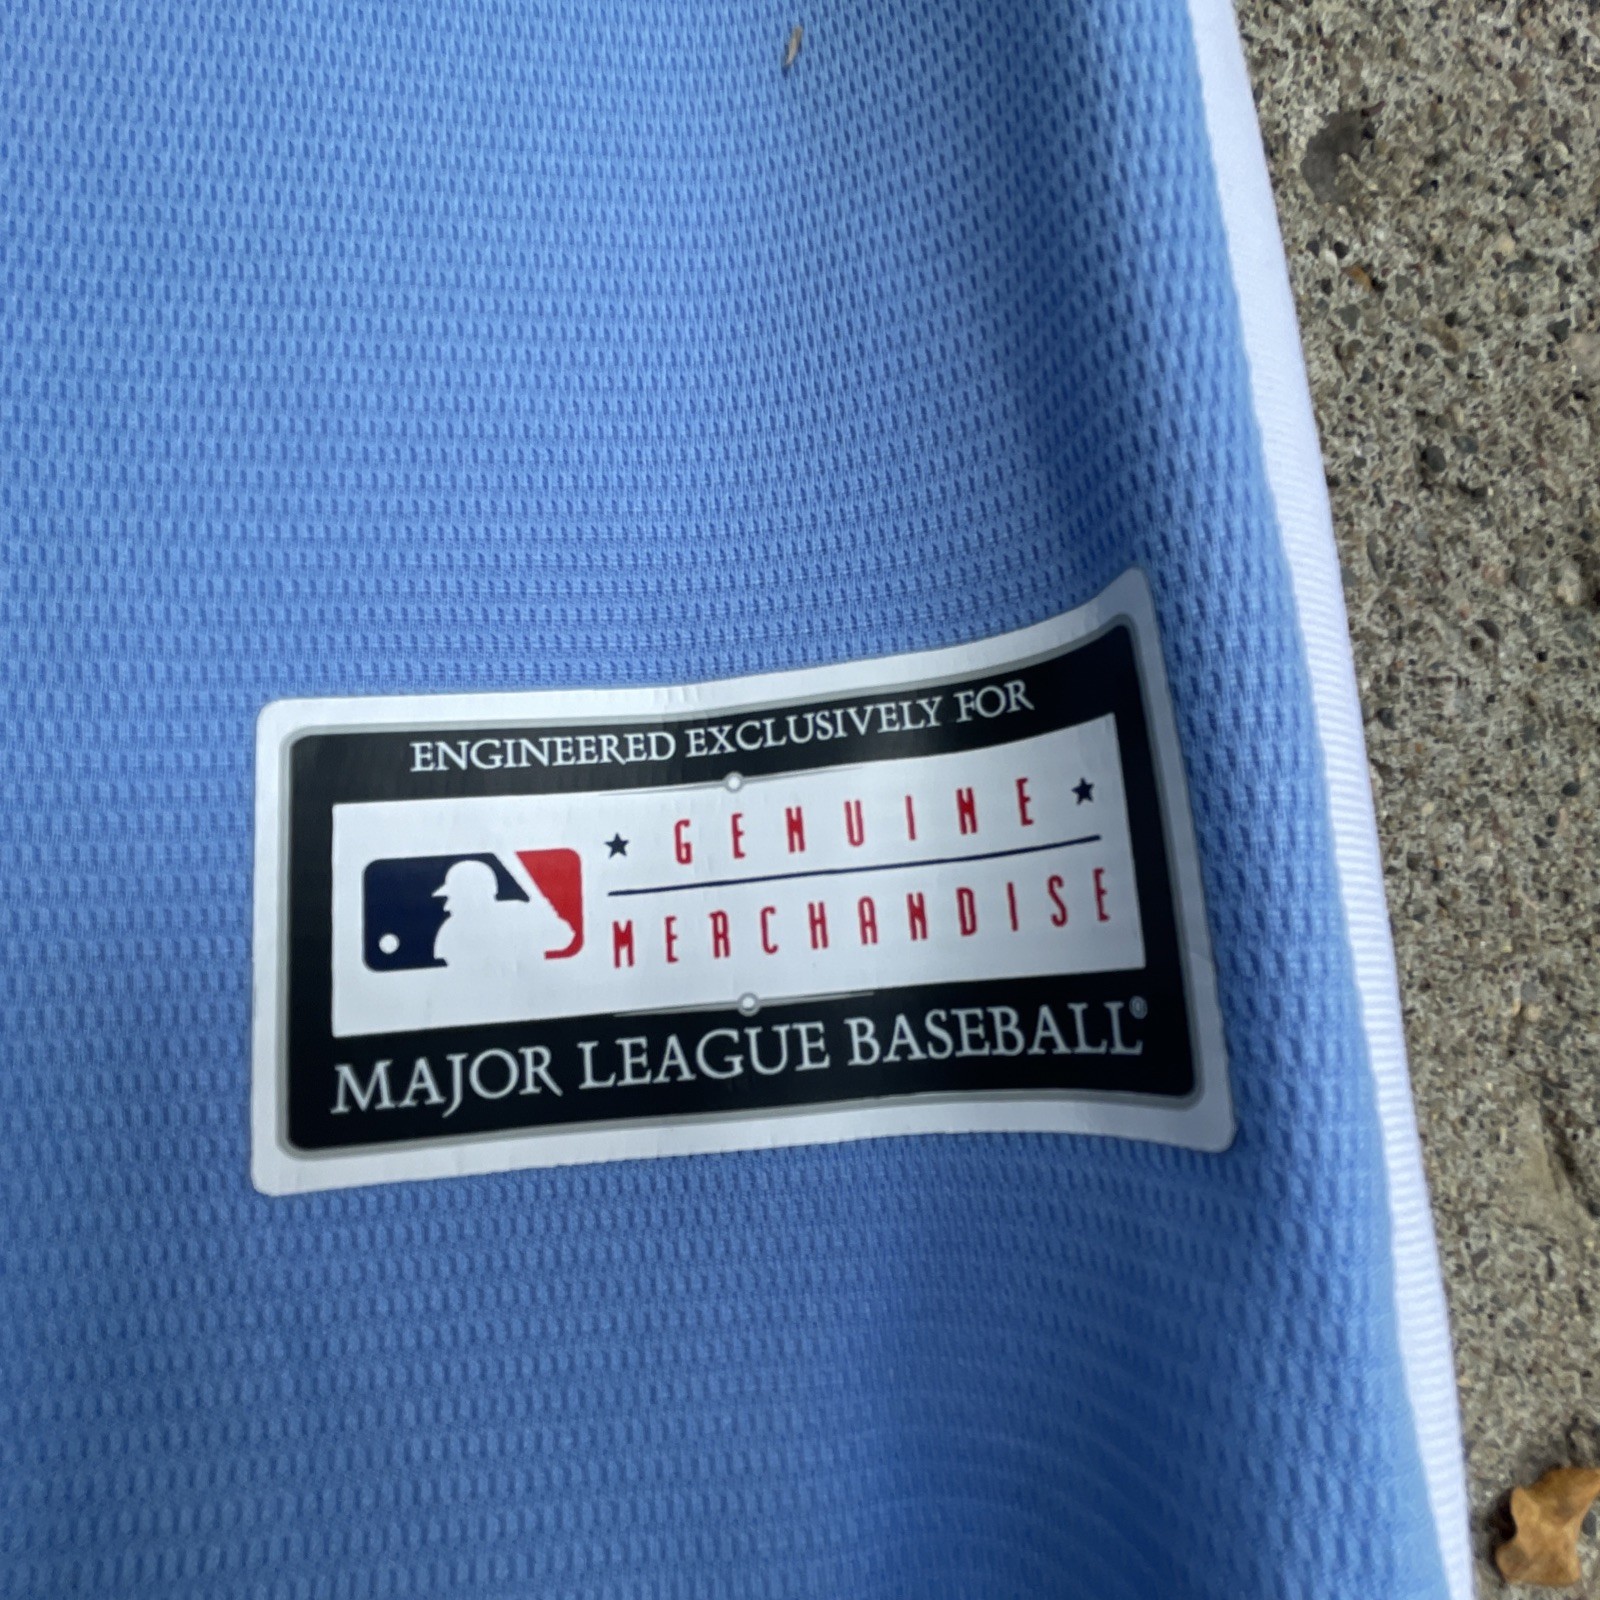 ENGINEERED EXCLUSIVELY FOR
★ GENUINE ★
MERCHANDISE
MAJOR LEAGUE BASEBALL®